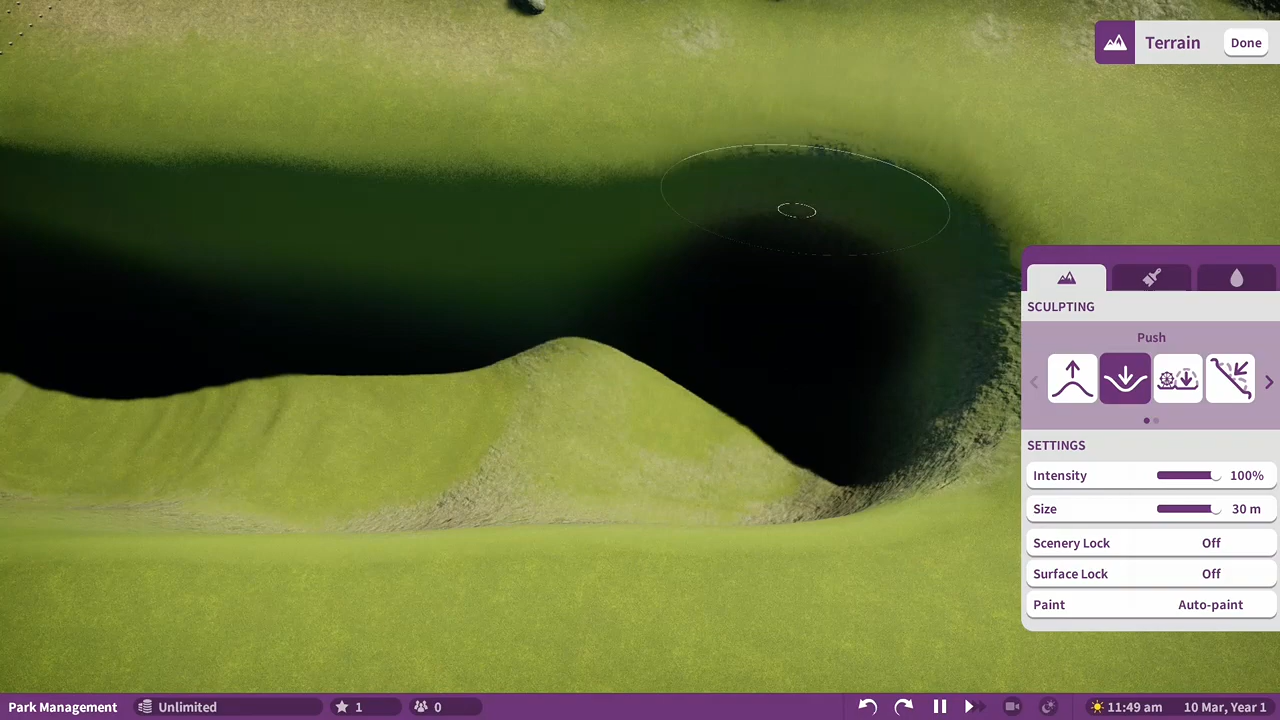 Terrain
Done
SCULPTING
Push
SETTINGS
Intensity 100%
Size 30 m
Scenery Lock Off
Surface Lock Off
Paint Auto-paint
Park Management Unlimited 1 0 11:49 am 10 Mar, Year 1